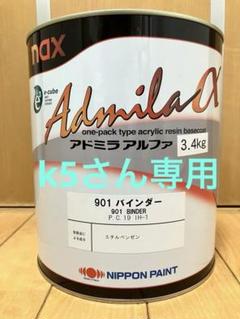 nax
e-cube
Admila α
one-pack type acrylic resin basecoat
アドミラ アルファ
3.4kg
k5さん専用
901 バインダー
901 BINDER
P.C.19 IH-1
エチルベンゼン
NIPPON PAINT